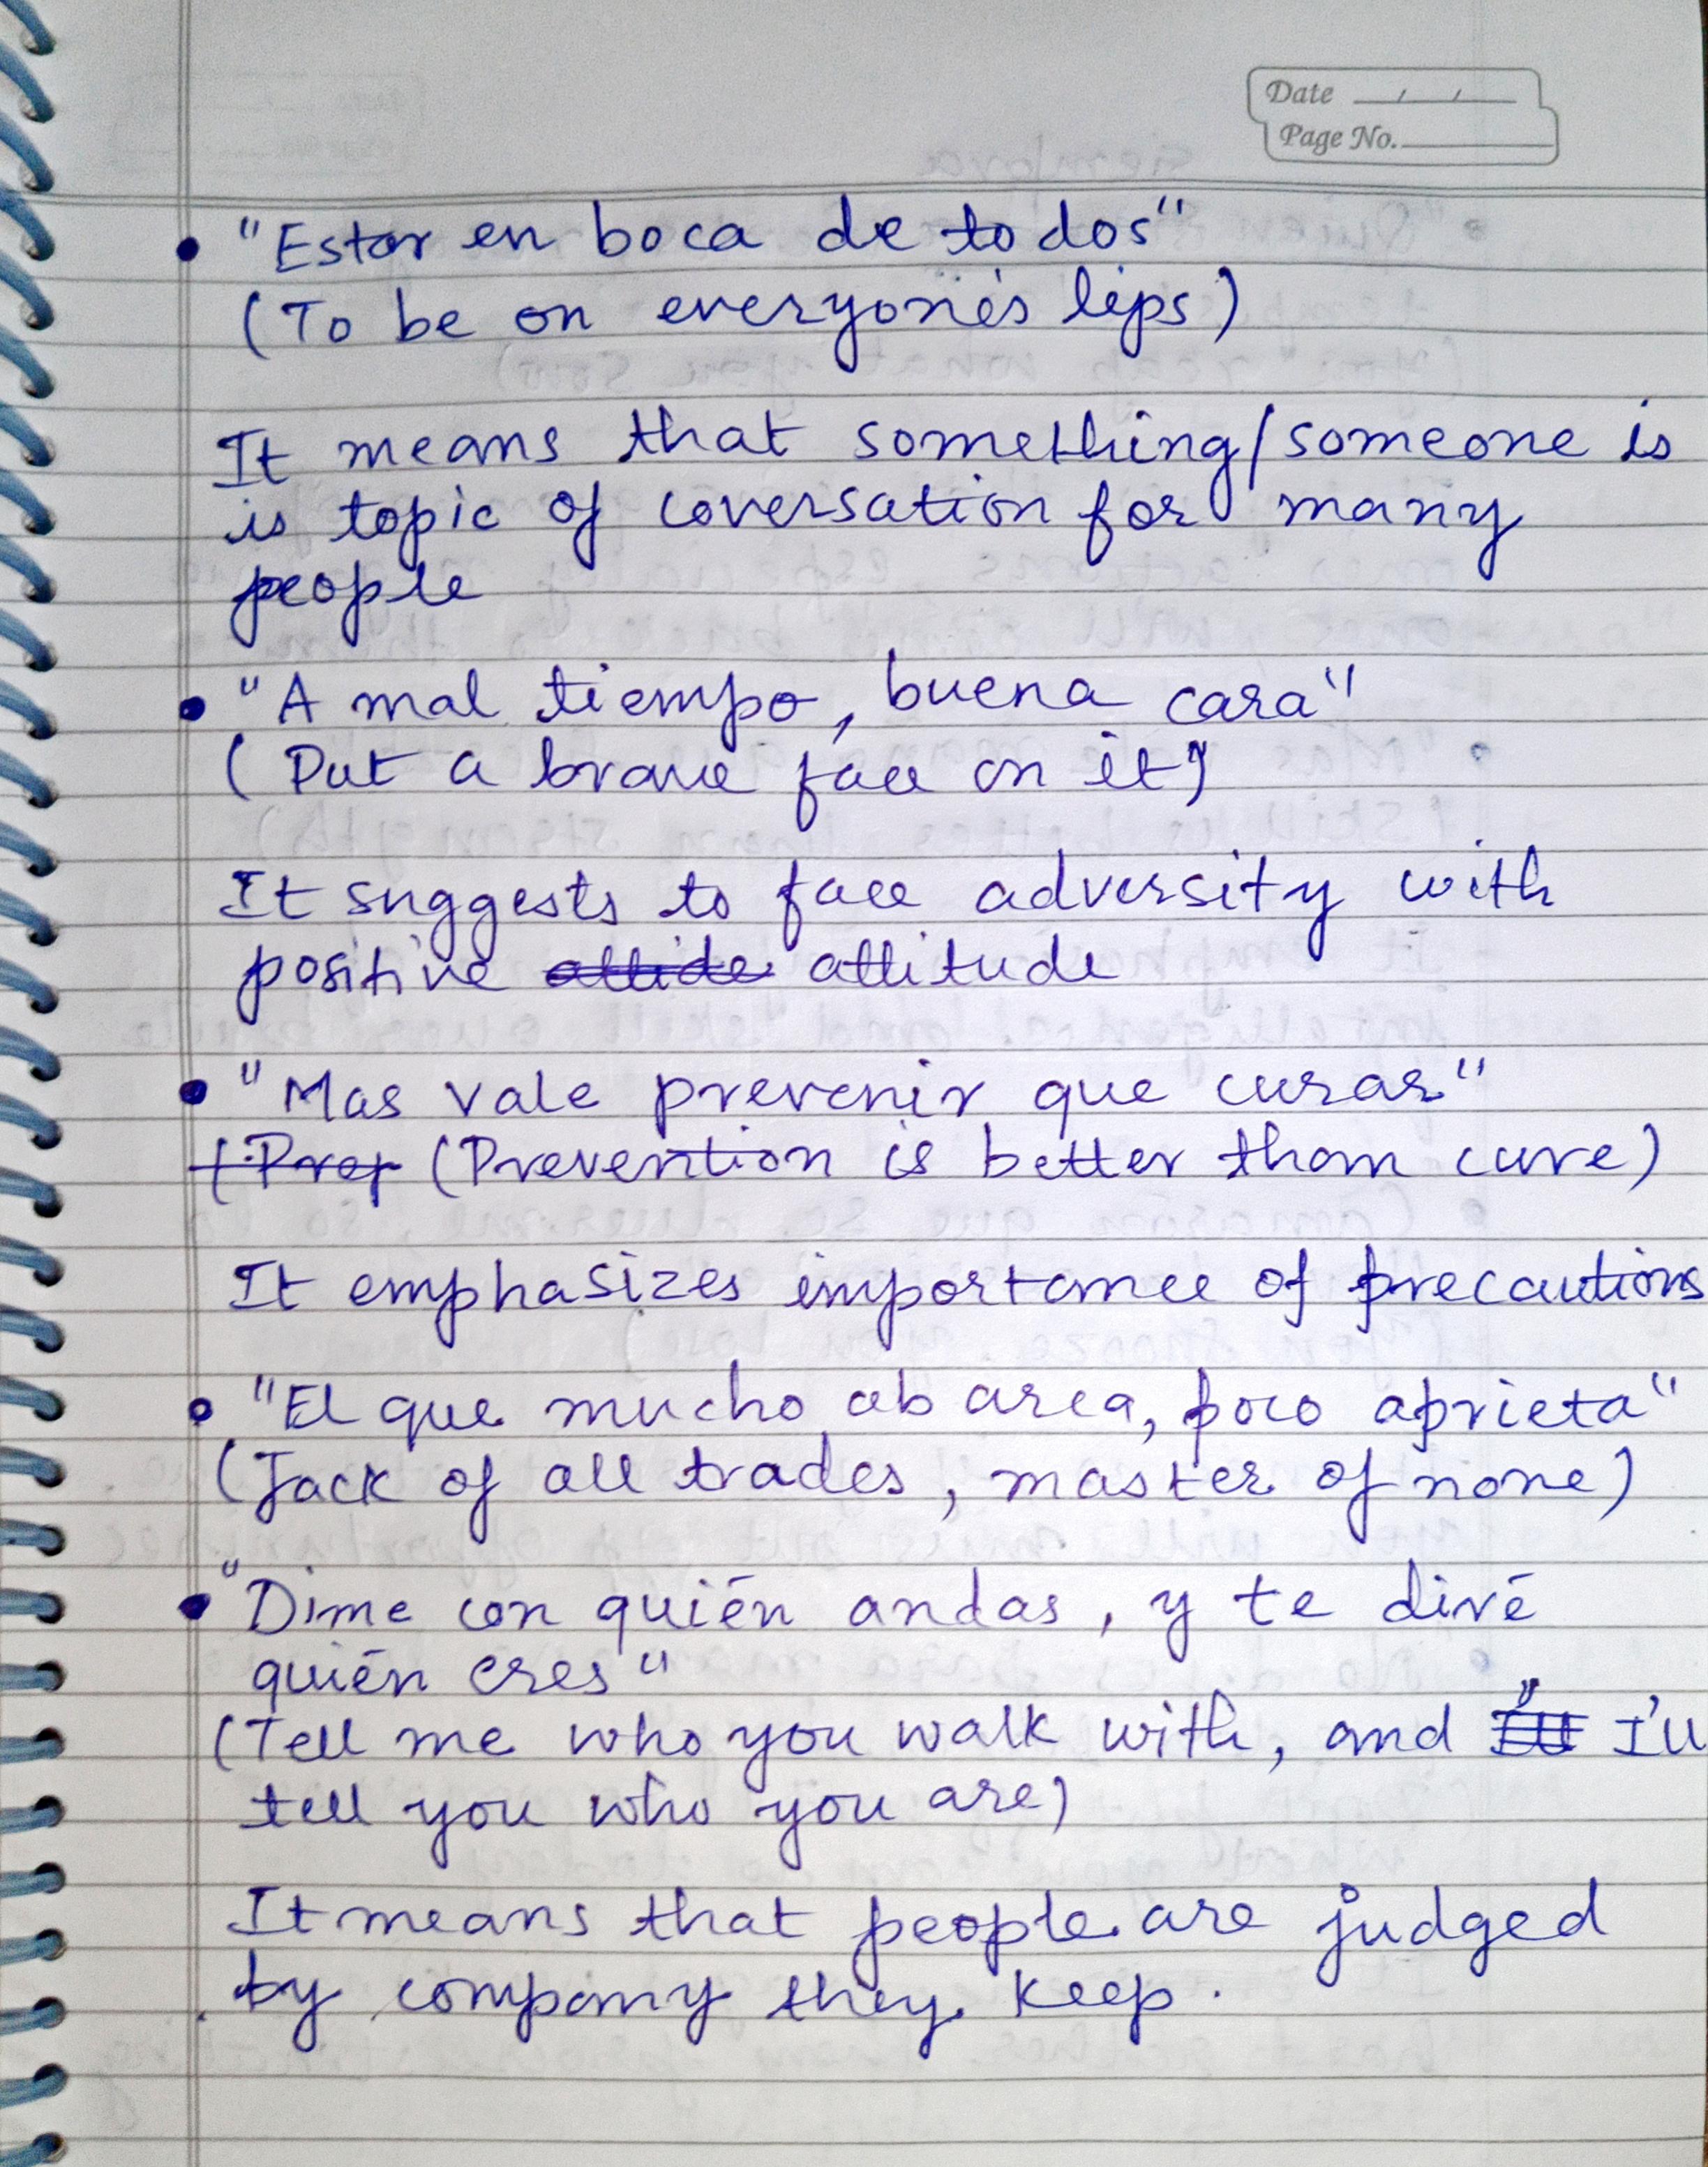 Date / /
Page No.
• "Estar en boca de todos"
(To be on everyone's lips)
It means that something/someone is
is topic of coversation for many
people
• "A mal tiempo, buena cara"
(Put a brave face on it)
It suggests to face adversity with
positive attitude
• "Mas vale prevenir que curar"
(Prevention is better than cure)
It emphasizes importance of precautions
• "El que mucho abarca, poco aprieta"
(Jack of all trades, master of none)
• "Dime con quién andas, y te diré
quién eres"
(Tell me who you walk with, and I'll
tell you who you are)
It means that people are judged
by company they keep.